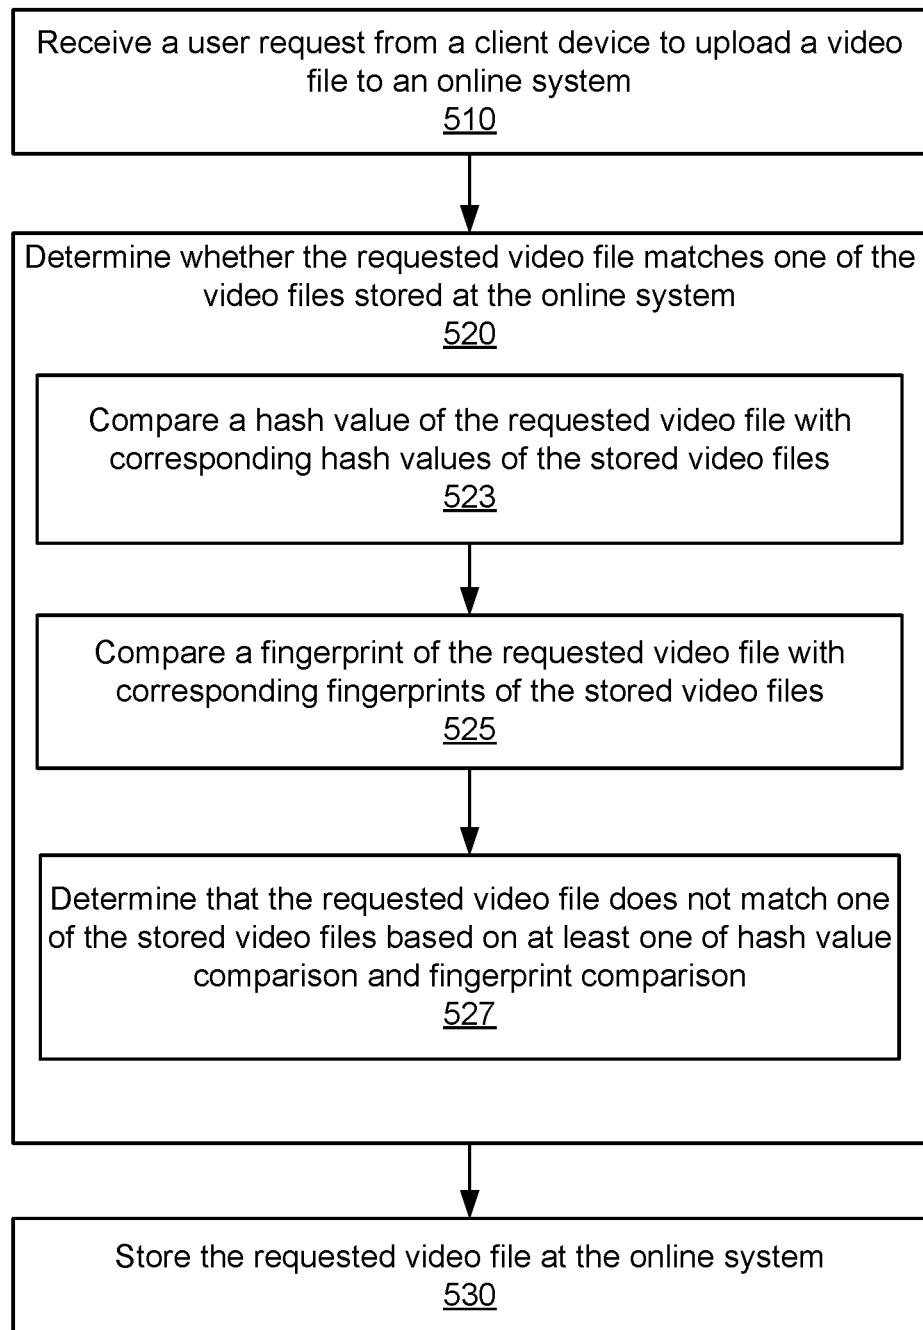 Receive a user request from a client device to upload a video
file to an online system
510
Determine whether the requested video file matches one of the
video files stored at the online system
520
Compare a hash value of the requested video file with
corresponding hash values of the stored video files
523
Compare a fingerprint of the requested video file with
corresponding fingerprints of the stored video files
525
Determine that the requested video file does not match one
of the stored video files based on at least one of hash value
comparison and fingerprint comparison
527
Store the requested video file at the online system
530